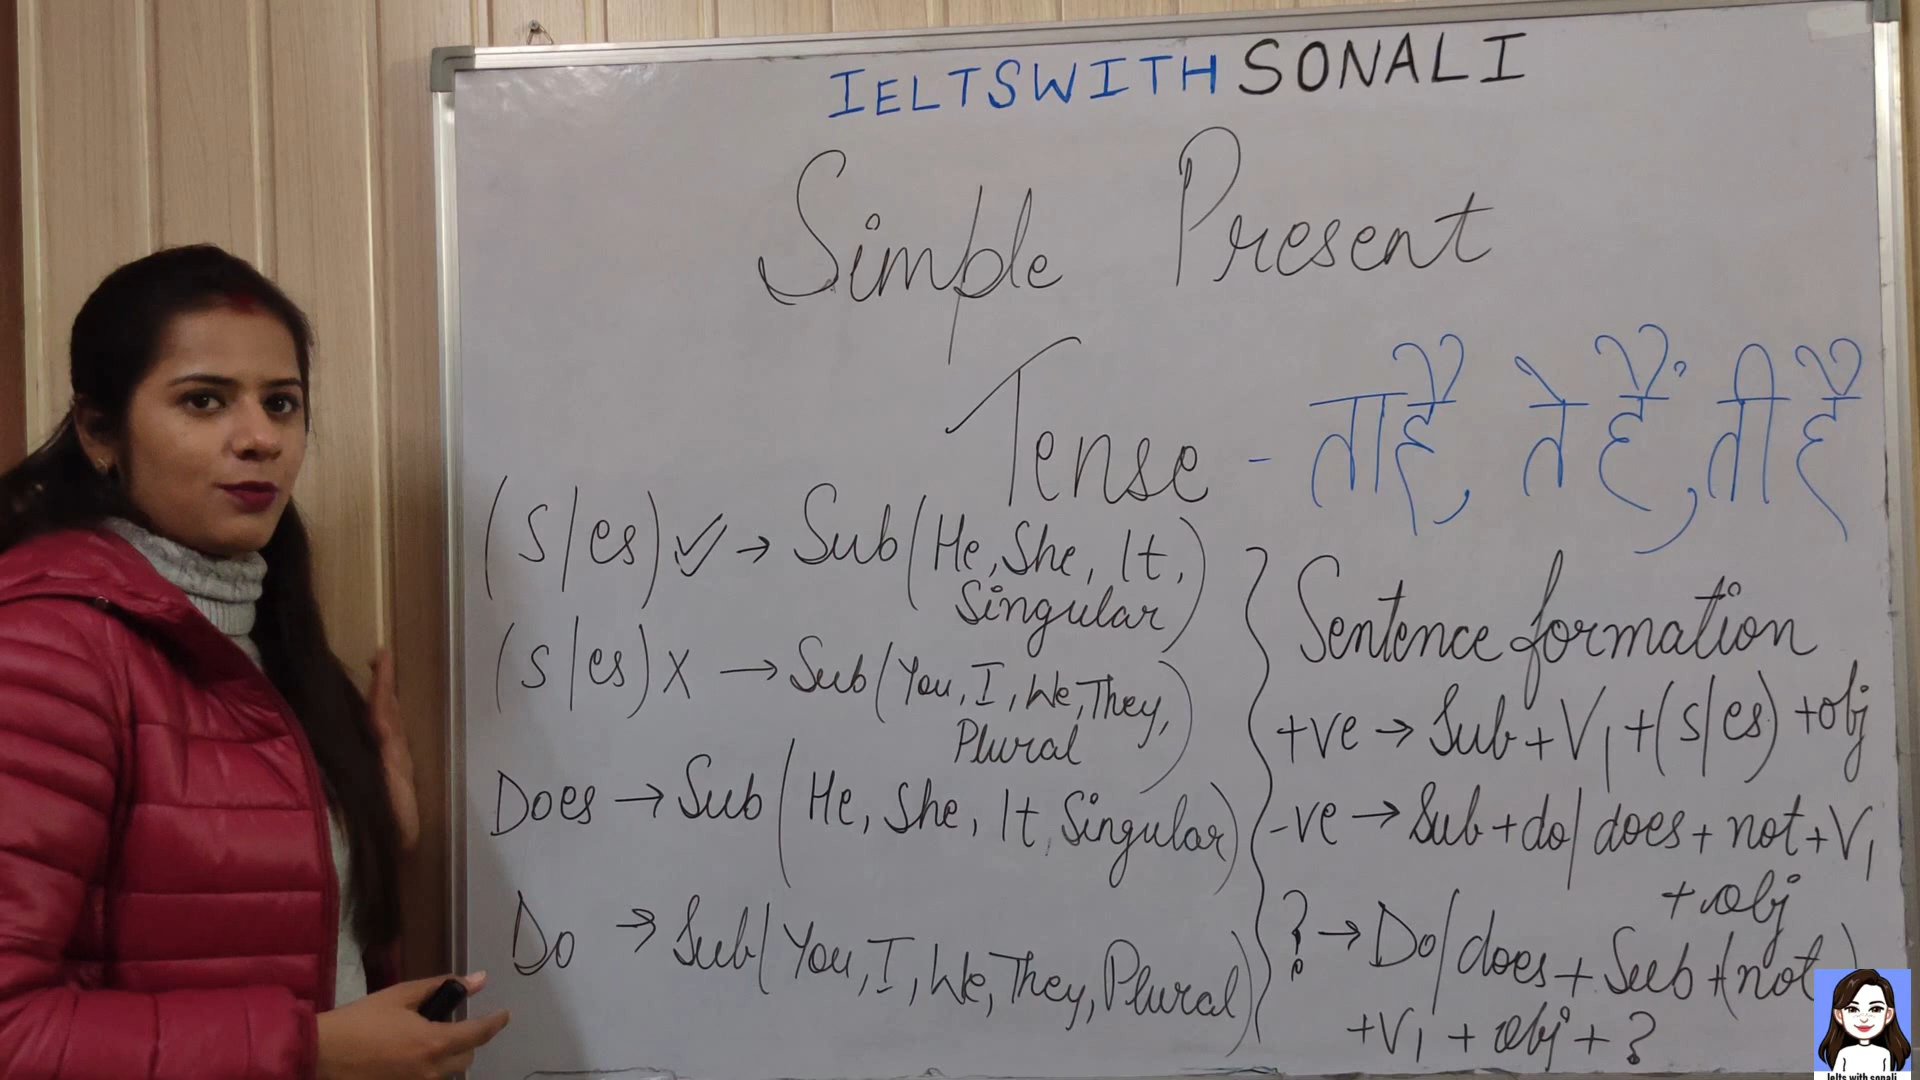 IELTSWITH SONALI
Simple Present
Tense - ता है, ते हैं, ती है
(s/es) ✓ → Sub (He, She, It,
Singular)
(s/es) x → Sub (You, I, We, They,
Plural)
Does → Sub (He, She, It, Singular)
Do → Sub (You, I, We, They, Plural)
Sentence formation
+ve → Sub + V1 + (s/es) + obj
-ve → Sub + do/does + not + V1
+ obj
? → Do/does + Sub + (not)
+ V1 + obj + ?
Ielts with sonali